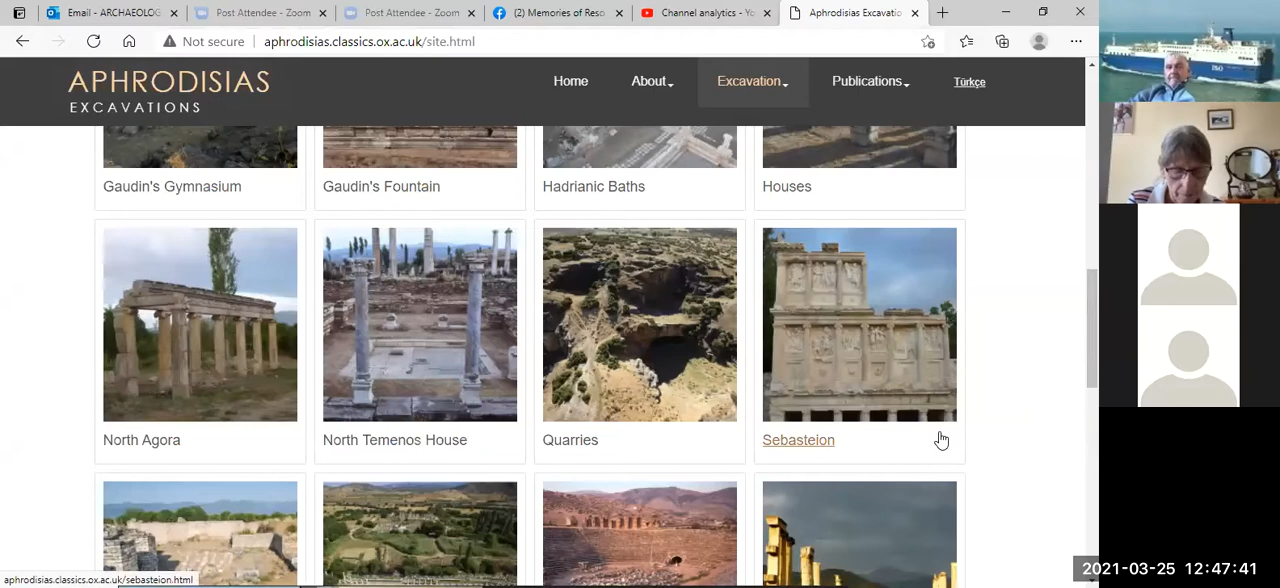 Email - ARCHAEOLOG
Post Attendee - Zoom
Post Attendee - Zoom
(2) Memories of Reso
Channel analytics - Yo
Aphrodisias Excavatio
Not secure
aphrodisias.classics.ox.ac.uk/site.html
APHRODISIAS
EXCAVATIONS
Home
About
Excavation
Publications
Türkçe
Gaudin's Gymnasium
Gaudin's Fountain
Hadrianic Baths
Houses
North Agora
North Temenos House
Quarries
Sebasteion
aphrodisias.classics.ox.ac.uk/sebasteion.html
P&O
2021-03-25 12:47:41